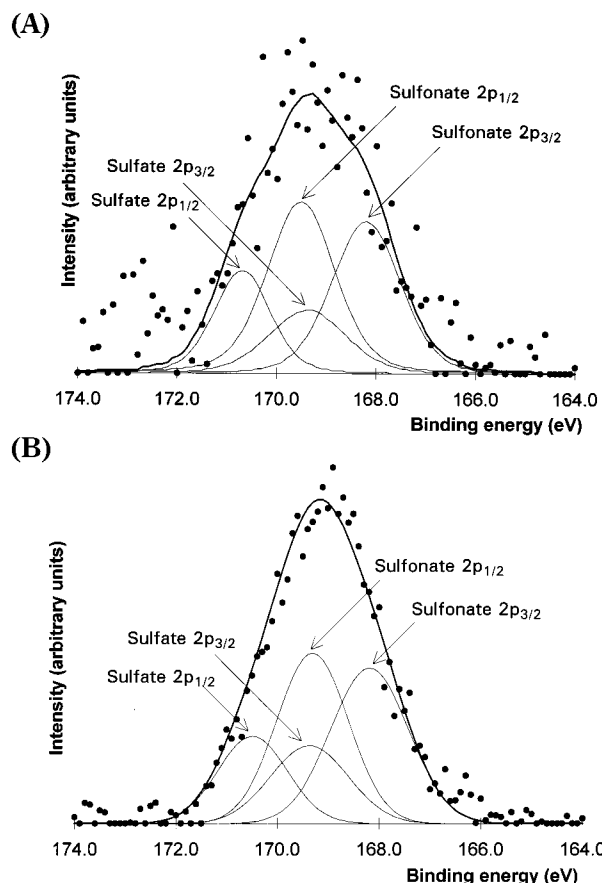 (A)
Intensity (arbitrary units)
Sulfonate 2p1/2
Sulfonate 2p3/2
Sulfate 2p3/2
Sulfate 2p1/2
174.0 172.0 170.0 168.0 166.0 164.0
Binding energy (eV)
(B)
Intensity (arbitrary units)
Sulfonate 2p1/2
Sulfonate 2p3/2
Sulfate 2p3/2
Sulfate 2p1/2
174.0 172.0 170.0 168.0 166.0 164.0
Binding energy (eV)